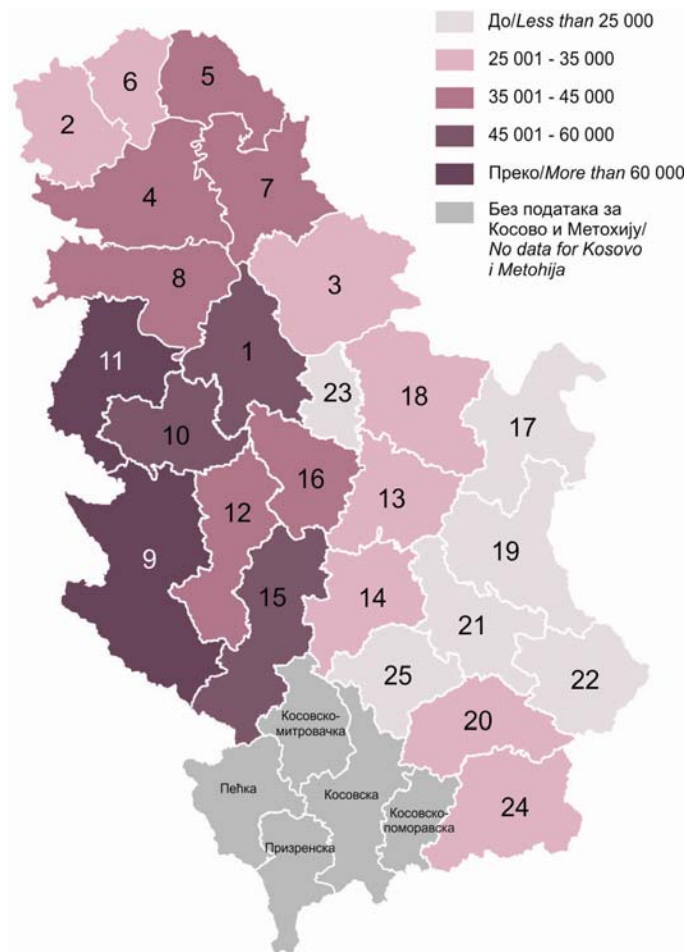 До/Less than 25 000
25 001 - 35 000
35 001 - 45 000
45 001 - 60 000
Преко/More than 60 000
Без података за
Косово и Метохију/
No data for Kosovo
i Metohija
6
5
2
4
7
8
3
11
1
23
18
17
10
16
13
12
9
19
15
14
21
25
22
20
Косовско-
митровачка
Пећка
Косовска
Косовско-
поморавска
24
Призренска